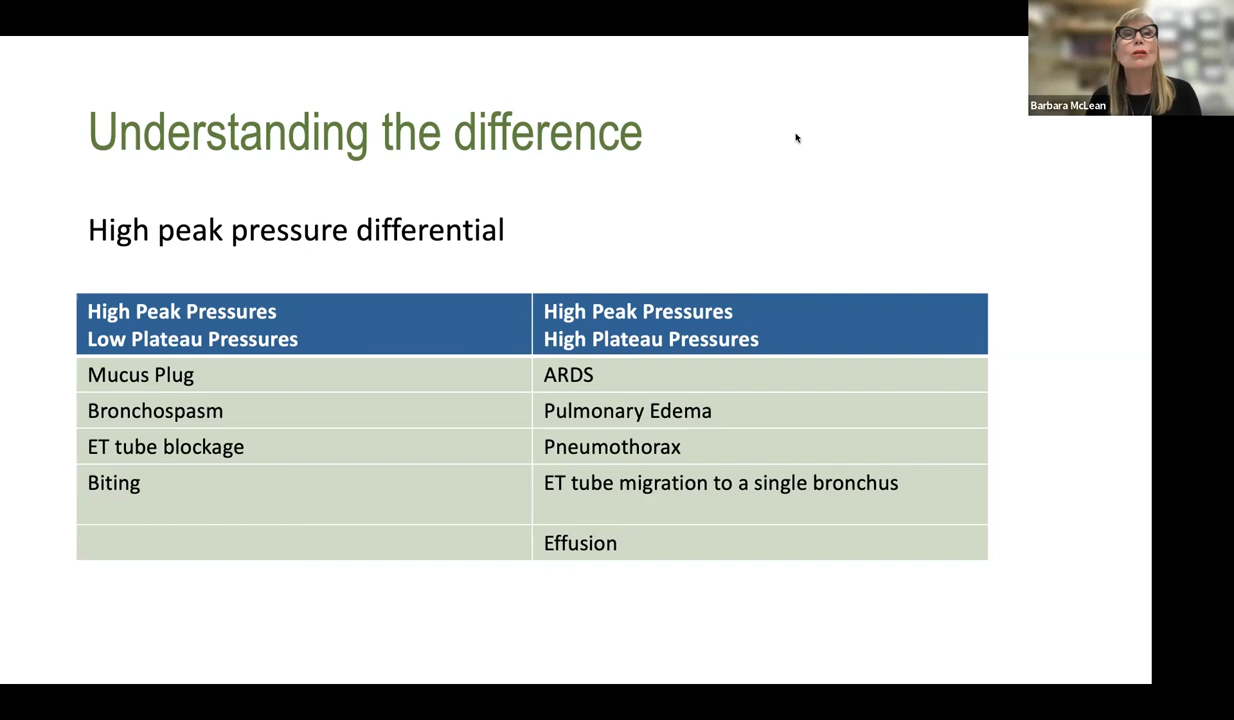 Barbara McLean
Understanding the difference
High peak pressure differential
High Peak Pressures
Low Plateau Pressures
High Peak Pressures
High Plateau Pressures
Mucus Plug
ARDS
Bronchospasm
Pulmonary Edema
ET tube blockage
Pneumothorax
Biting
ET tube migration to a single bronchus
Effusion